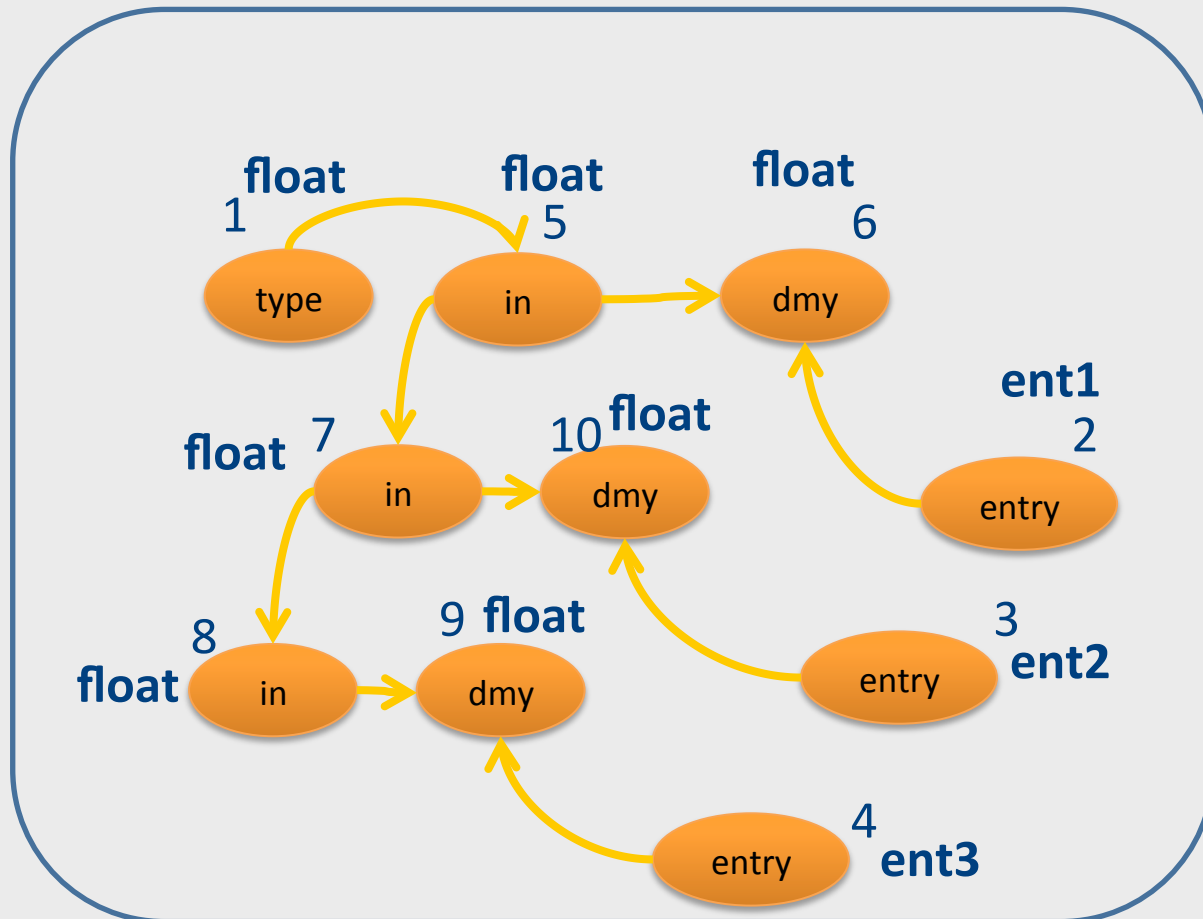 float
float
float
1
5
6
type
in
dmy
ent1
2
float
7
10
float
in
dmy
entry
8
9
float
3
float
in
dmy
entry
ent2
4
entry
ent3